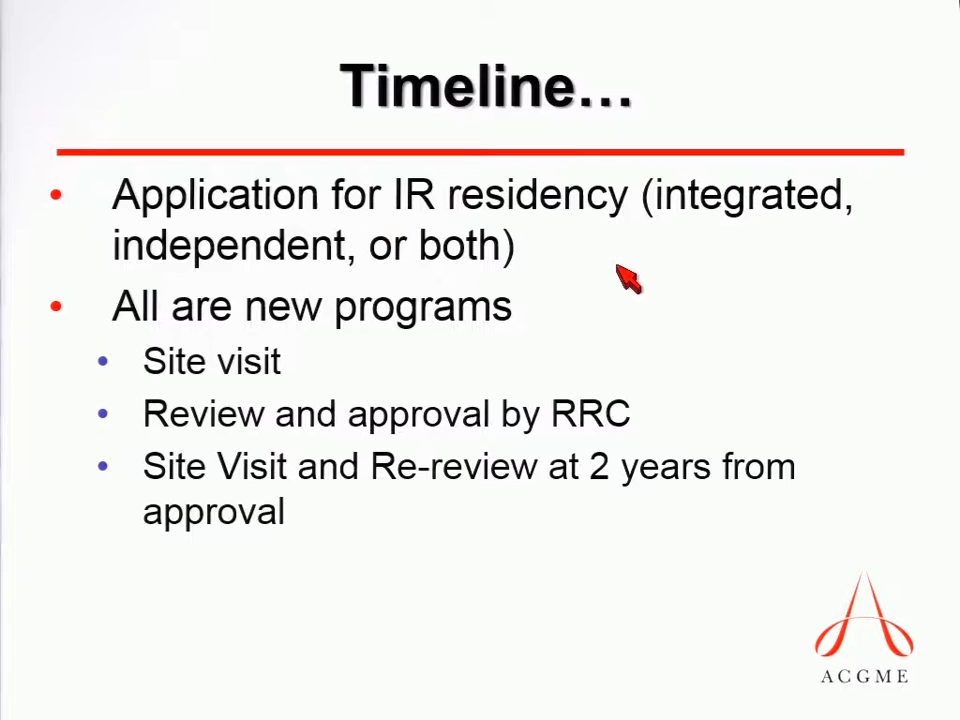 Timeline…
• Application for IR residency (integrated,
independent, or both)
• All are new programs
• Site visit
• Review and approval by RRC
• Site Visit and Re-review at 2 years from
approval
ACGME